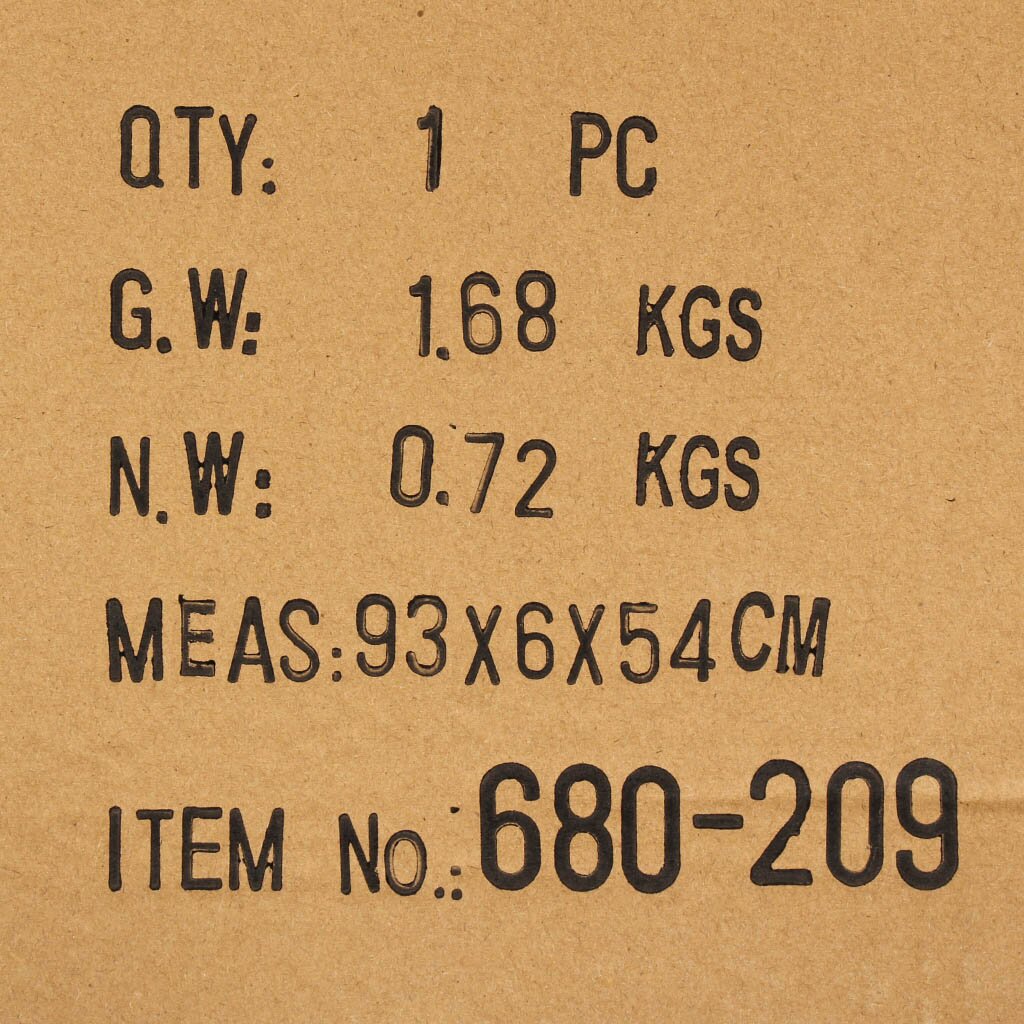 QTY: 1 PC
G.W: 1.68 KGS
N.W: 0.72 KGS
MEAS:93X6X54CM
ITEM No.:680-209